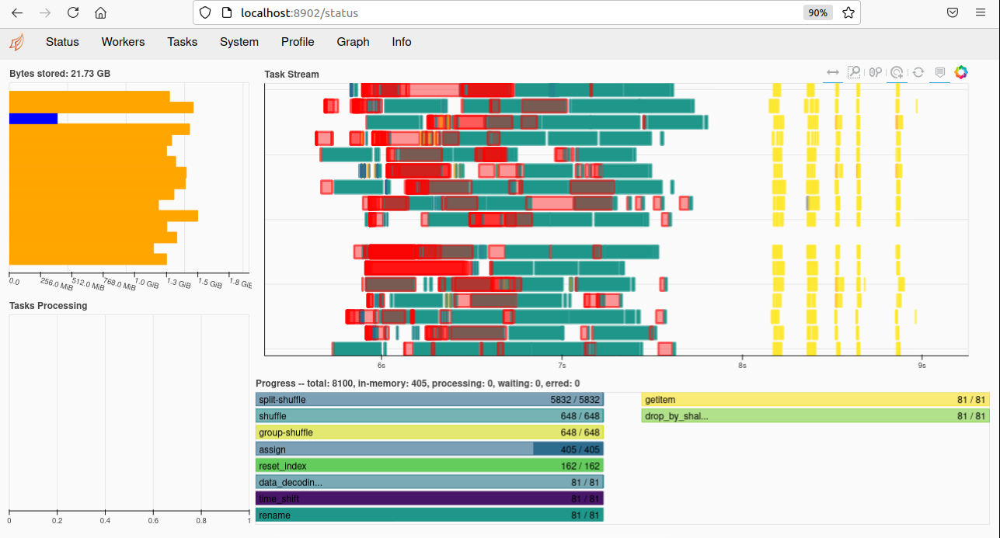 localhost:8902/status
90%
Status Workers Tasks System Profile Graph Info
Bytes stored: 21.73 GB
0.0 256.0 MiB 512.0 MiB 768.0 MiB 1.0 GiB 1.3 GiB 1.5 GiB 1.8 GiB
Tasks Processing
0 0.2 0.4 0.6 0.8 1
Task Stream
6s 7s 8s 9s
Progress -- total: 8100, in-memory: 405, processing: 0, waiting: 0, erred: 0
split-shuffle 5832 / 5832
shuffle 648 / 648
group-shuffle 648 / 648
assign 405 / 405
reset_index 162 / 162
data_decodin... 81 / 81
time_shift 81 / 81
rename 81 / 81
getitem 81 / 81
drop_by_shal... 81 / 81